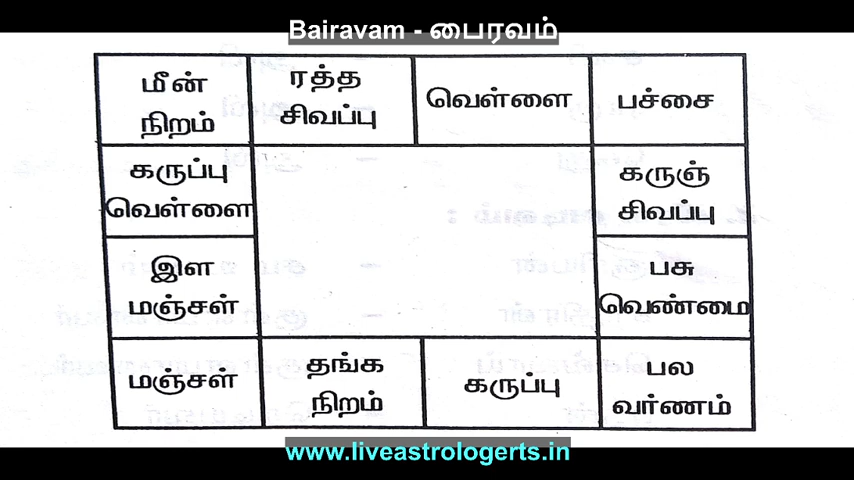 Bairavam - பைரவம்
மீன்
நிறம்
ரத்த
சிவப்பு
வெள்ளை
பச்சை
கருப்பு
வெள்ளை
கருஞ்
சிவப்பு
இள
மஞ்சள்
பசு
வெண்மை
மஞ்சள்
தங்க
நிறம்
கருப்பு
பல
வர்ணம்
www.liveastrologerts.in